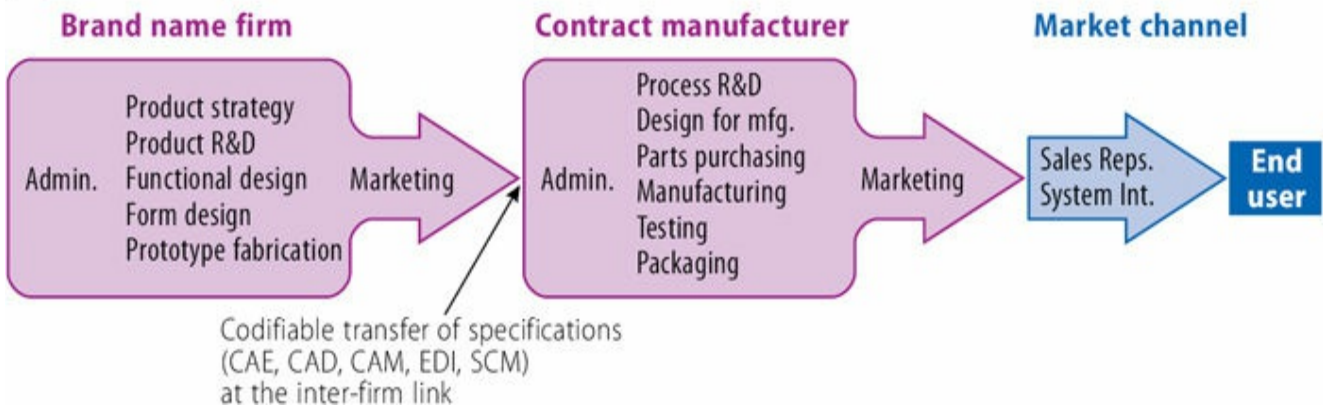 Brand name firm
Contract manufacturer
Market channel
Admin.
Product strategy
Product R&D
Functional design
Form design
Prototype fabrication
Marketing
Admin.
Process R&D
Design for mfg.
Parts purchasing
Manufacturing
Testing
Packaging
Marketing
Sales Reps.
System Int.
End
user
Codifiable transfer of specifications
(CAE, CAD, CAM, EDI, SCM)
at the inter-firm link